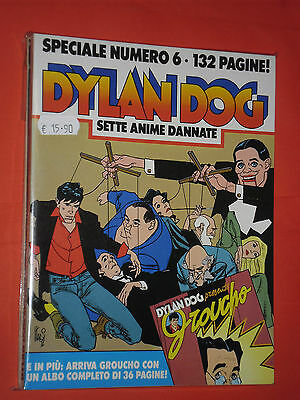 SPECIALE NUMERO 6 · 132 PAGINE!
DYLAN DOG
SETTE ANIME DANNATE
€ 15.90
DYLAN DOG presenta
Groucho
E IN PIÙ: ARRIVA GROUCHO CON
UN ALBO COMPLETO DI 36 PAGINE!